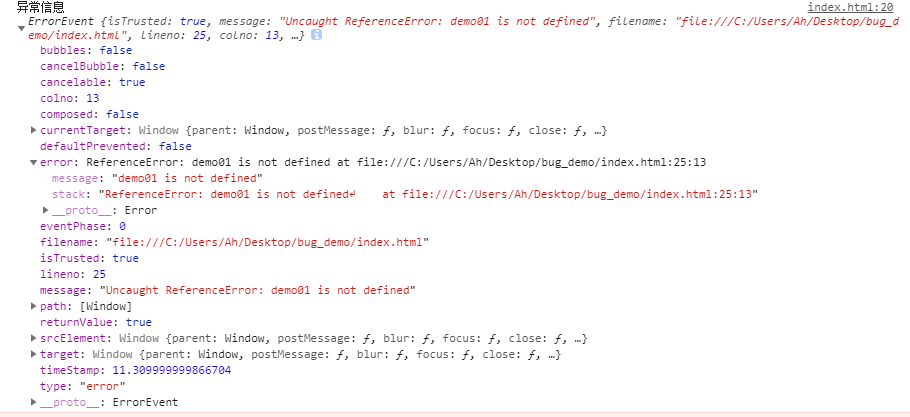 异常信息 index.html:20
ErrorEvent {isTrusted: true, message: "Uncaught ReferenceError: demo01 is not defined", filename: "file:///C:/Users/Ah/Desktop/bug_d
emo/index.html", lineno: 25, colno: 13, …} i
bubbles: false
cancelBubble: false
cancelable: true
colno: 13
composed: false
currentTarget: Window {parent: Window, postMessage: ƒ, blur: ƒ, focus: ƒ, close: ƒ, …}
defaultPrevented: false
error: ReferenceError: demo01 is not defined at file:///C:/Users/Ah/Desktop/bug_demo/index.html:25:13
message: "demo01 is not defined"
stack: "ReferenceError: demo01 is not defined↵    at file:///C:/Users/Ah/Desktop/bug_demo/index.html:25:13"
__proto__: Error
eventPhase: 0
filename: "file:///C:/Users/Ah/Desktop/bug_demo/index.html"
isTrusted: true
lineno: 25
message: "Uncaught ReferenceError: demo01 is not defined"
path: [Window]
returnValue: true
srcElement: Window {parent: Window, postMessage: ƒ, blur: ƒ, focus: ƒ, close: ƒ, …}
target: Window {parent: Window, postMessage: ƒ, blur: ƒ, focus: ƒ, close: ƒ, …}
timeStamp: 11.309999999866704
type: "error"
__proto__: ErrorEvent